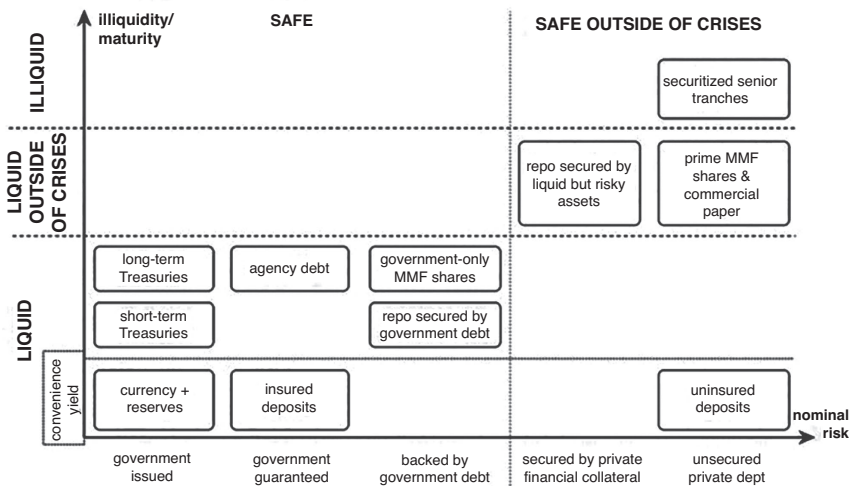 illiquidity/
maturity
SAFE
SAFE OUTSIDE OF CRISES
ILLIQUID
securitized senior
tranches
LIQUID
OUTSIDE
OF CRISES
repo secured by
liquid but risky
assets
prime MMF
shares &
commercial
paper
LIQUID
long-term
Treasuries
agency debt
government-only
MMF shares
short-term
Treasuries
repo secured by
government debt
convenience
yield
currency +
reserves
insured
deposits
uninsured
deposits
nominal
risk
government
issued
government
guaranteed
backed by
government debt
secured by private
financial collateral
unsecured
private dept